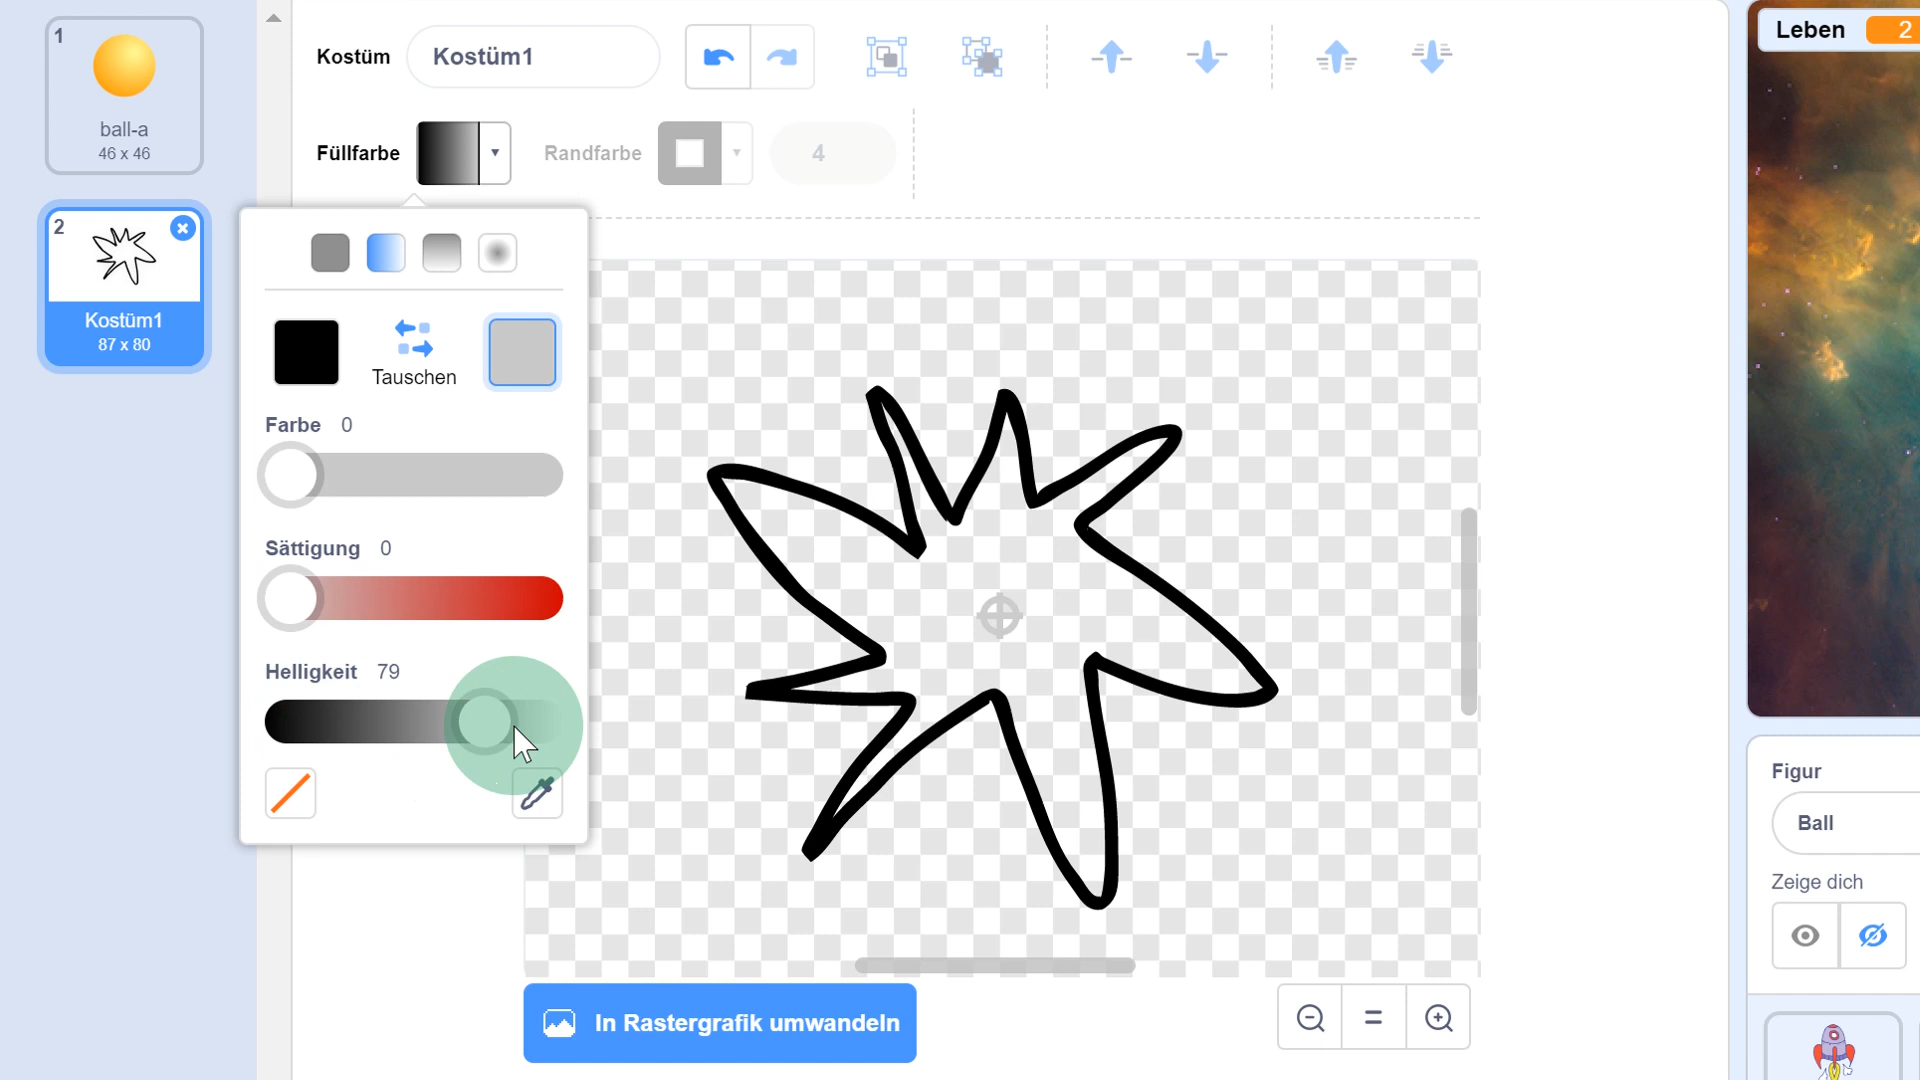 1
ball-a
46 x 46
2
Kostüm1
87 x 80
Kostüm
Kostüm1
Füllfarbe
Randfarbe
4
Tauschen
Farbe 0
Sättigung 0
Helligkeit 79
In Rastergrafik umwandeln
Leben 2
Figur
Ball
Zeige dich